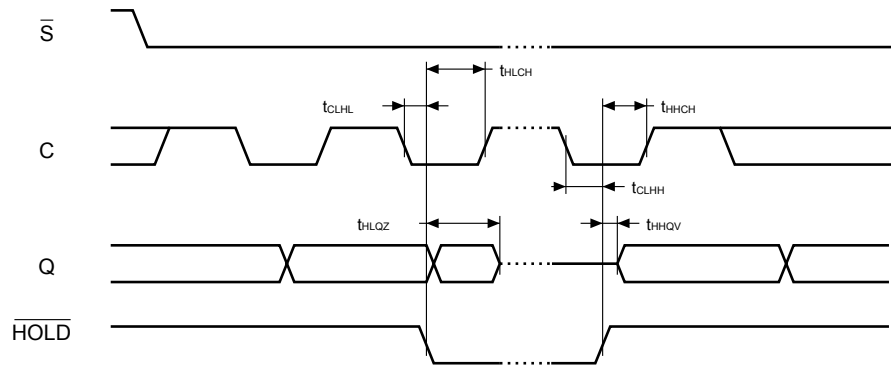 S
tHLCH
tCLHL
tHHCH
C
tCLHH
tHLQZ
tHHQV
Q
HOLD